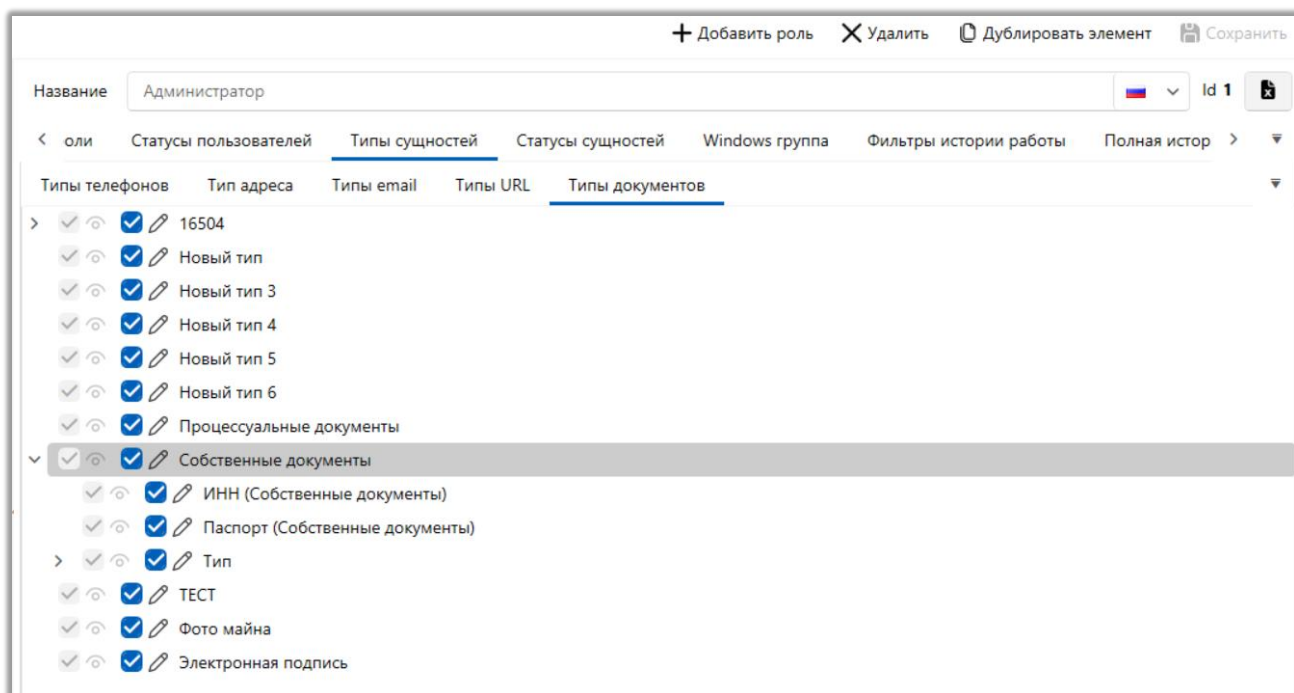 Добавить роль Удалить Дублировать элемент Сохранить
Название Администратор Id 1
оли Статусы пользователей Типы сущностей Статусы сущностей Windows группа Фильтры истории работы Полная истор
Типы телефонов Тип адреса Типы email Типы URL Типы документов
16504
Новый тип
Новый тип 3
Новый тип 4
Новый тип 5
Новый тип 6
Процессуальные документы
Собственные документы
ИНН (Собственные документы)
Паспорт (Собственные документы)
Тип
ТЕСТ
Фото майна
Электронная подпись